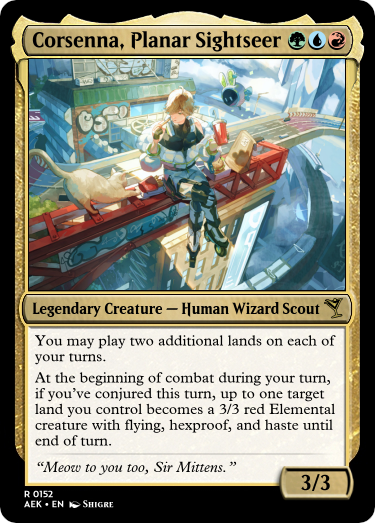 Corsenna, Planar Sightseer
Legendary Creature — Human Wizard Scout
You may play two additional lands on each of
your turns.
At the beginning of combat during your turn,
if you've conjured this turn, up to one target
land you control becomes a 3/3 red Elemental
creature with flying, hexproof, and haste until
end of turn.
“Meow to you too, Sir Mittens.”
3/3
R 0152
AEK • EN Shigre